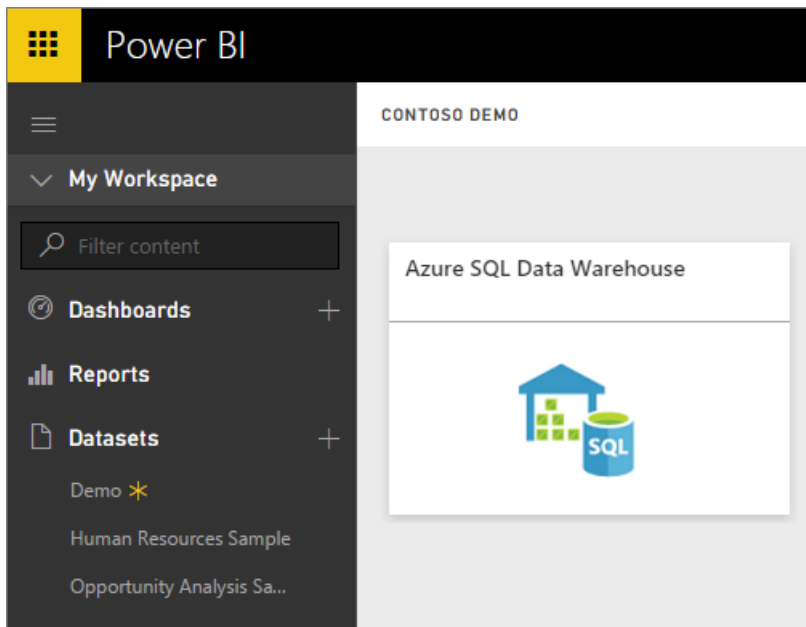 Power BI
CONTOSO DEMO
My Workspace
Filter content
Dashboards
Reports
Datasets
Demo
Human Resources Sample
Opportunity Analysis Sa...
Azure SQL Data Warehouse
SQL